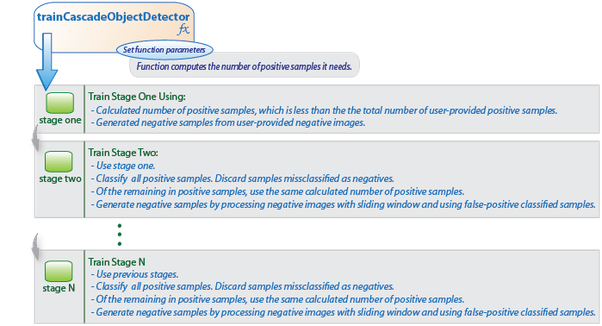 trainCascadeObjectDetector
fx
Set function parameters
Function computes the number of positive samples it needs.
stage one
Train Stage One Using:
- Calculated number of positive samples, which is less than the the total number of user-provided positive samples.
- Generated negative samples from user-provided negative images.
stage two
Train Stage Two:
- Use stage one.
- Classify all positive samples. Discard samples missclassified as negatives.
- Of the remaining in positive samples, use the same calculated number of positive samples.
- Generate negative samples by processing negative images with sliding window and using false-positive classified samples.
stage N
Train Stage N
- Use previous stages.
- Classify all positive samples. Discard samples missclassified as negatives.
- Of the remaining in positive samples, use the same calculated number of positive samples.
- Generate negative samples by processing negative images with sliding window and using false-positive classified samples.